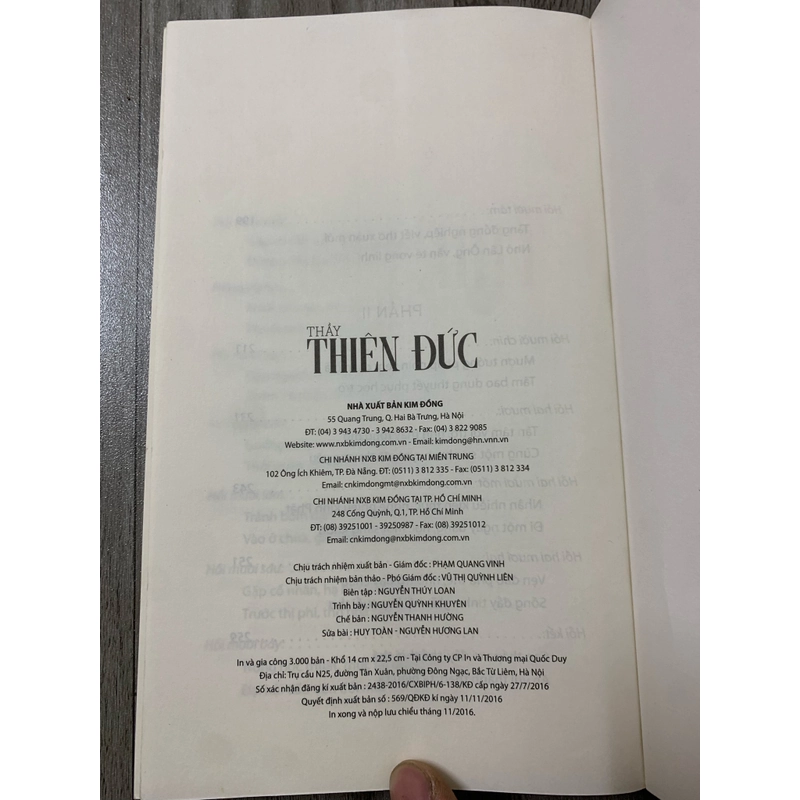 THẦY
THIÊN ĐỨC
NHÀ XUẤT BẢN KIM ĐỒNG
55 Quang Trung, Q. Hai Bà Trưng, Hà Nội
ĐT: (04) 3 943 4730 - 3 942 8632 - Fax: (04) 3 822 9085
Website: www.nxbkimdong.com.vn - Email: kimdong@hn.vnn.vn
CHI NHÁNH NXB KIM ĐỒNG TẠI MIỀN TRUNG
102 Ông Ích Khiêm, TP. Đà Nẵng. ĐT: (0511) 3 812 335 - Fax: (0511) 3 812 334
Email: cnkimdongmt@nxbkimdong.com.vn
CHI NHÁNH NXB KIM ĐỒNG TẠI TP. HỒ CHÍ MINH
248 Cống Quỳnh, Q.1, TP. Hồ Chí Minh
ĐT: (08) 39251001 - 39250987 - Fax: (08) 39251012
Email: cnkimdong@nxbkimdong.com.vn
Chịu trách nhiệm xuất bản - Giám đốc : PHẠM QUANG VINH
Chịu trách nhiệm bản thảo - Phó Giám đốc : VŨ THỊ QUỲNH LIÊN
Biên tập : NGUYỄN THÚY LOAN
Trình bày : NGUYỄN QUỲNH KHUYÊN
Chế bản : NGUYỄN THANH HƯỜNG
Sửa bài : HUY TOÀN - NGUYỄN HƯƠNG LAN
In và gia công 3.000 bản - Khổ 14 cm x 22,5 cm - Tại Công ty CP In và Thương mại Quốc Duy
Địa chỉ: Trụ cầu N25, đường Tân Xuân, phường Đông Ngạc, Bắc Từ Liêm, Hà Nội
Số xác nhận đăng kí xuất bản : 2438-2016/CXBIPH/6-138/KĐ cấp ngày 27/7/2016
Quyết định xuất bản số : 569/QĐKĐ kí ngày 11/11/2016
In xong và nộp lưu chiểu tháng 11/2016.